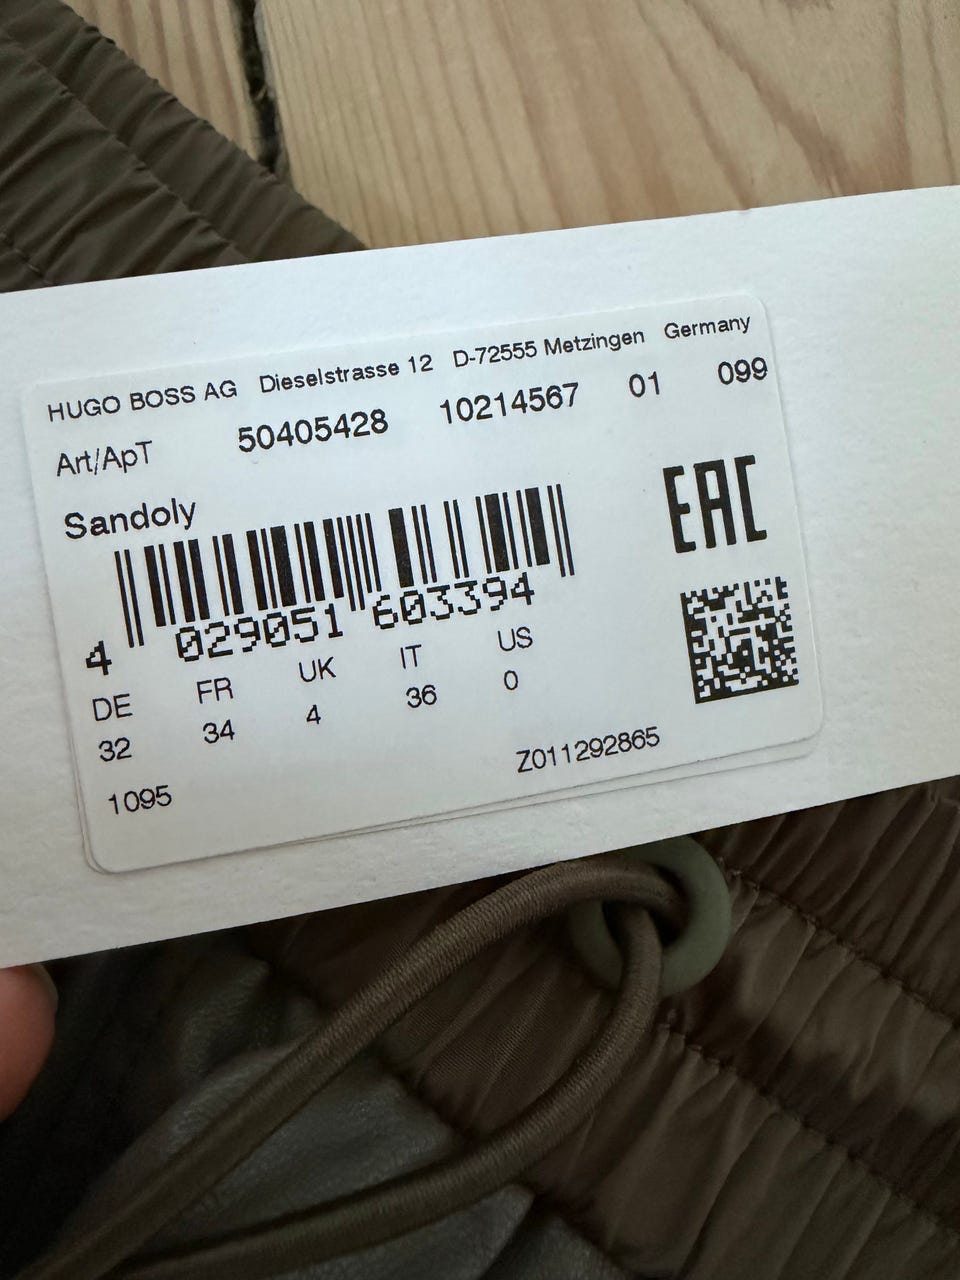 HUGO BOSS AG Dieselstrasse 12 D-72555 Metzingen Germany
Art/ApT 50405428 10214567 01 099
Sandoly
EAC
4 029051 603394
DE FR UK IT US
32 34 4 36 0
1095 Z011292865